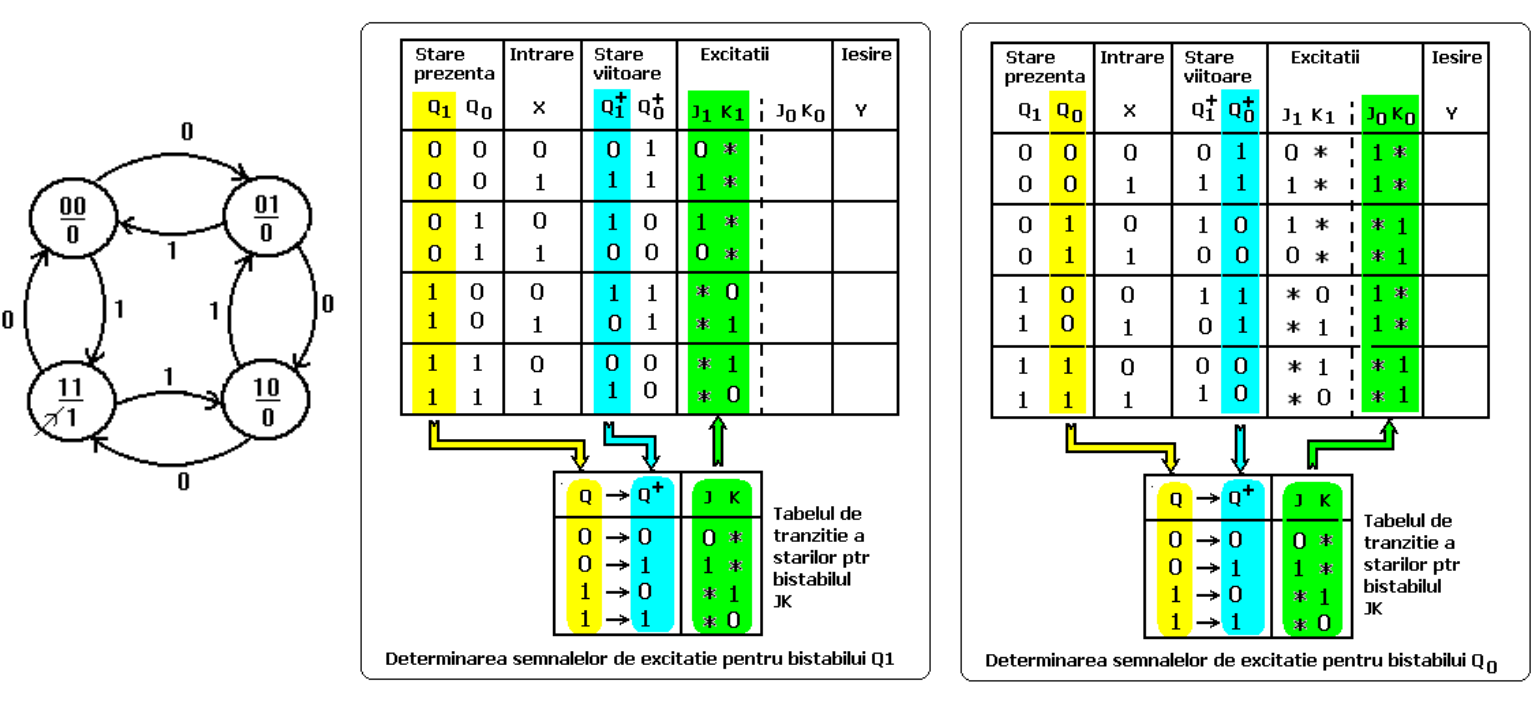 0
00
0
01
0
1
0
1
1
0
11
1
1
10
0
0
Stare prezenta Intrare Stare viitoare Excitatii Iesire
Q1 Q0 X Q1+ Q0+ J1 K1 J0 K0 Y
0 0 0 0 1 0 *
0 0 1 1 1 1 *
0 1 0 1 0 1 *
0 1 1 0 0 0 *
1 0 0 1 1 * 0
1 0 1 0 1 * 1
1 1 0 0 0 * 1
1 1 1 1 0 * 0
Q → Q+ J K
0 → 0 0 *
0 → 1 1 *
1 → 0 * 1
1 → 1 * 0
Tabelul de
tranzitie a
starilor ptr
bistabilul
JK
Determinarea semnalelor de excitatie pentru bistabilui Q1
Stare prezenta Intrare Stare viitoare Excitatii Iesire
Q1 Q0 X Q1+ Q0+ J1 K1 J0 K0 Y
0 0 0 0 1 0 * 1 *
0 0 1 1 1 1 * 1 *
0 1 0 1 0 1 * * 1
0 1 1 0 0 0 * * 1
1 0 0 1 1 * 0 1 *
1 0 1 0 1 * 1 1 *
1 1 0 0 0 * 1 * 1
1 1 1 1 0 * 0 * 1
Q → Q+ J K
0 → 0 0 *
0 → 1 1 *
1 → 0 * 1
1 → 1 * 0
Tabelul de
tranzitie a
starilor ptr
bistabilul
JK
Determinarea semnalelor de excitatie pentru bistabilui Q0